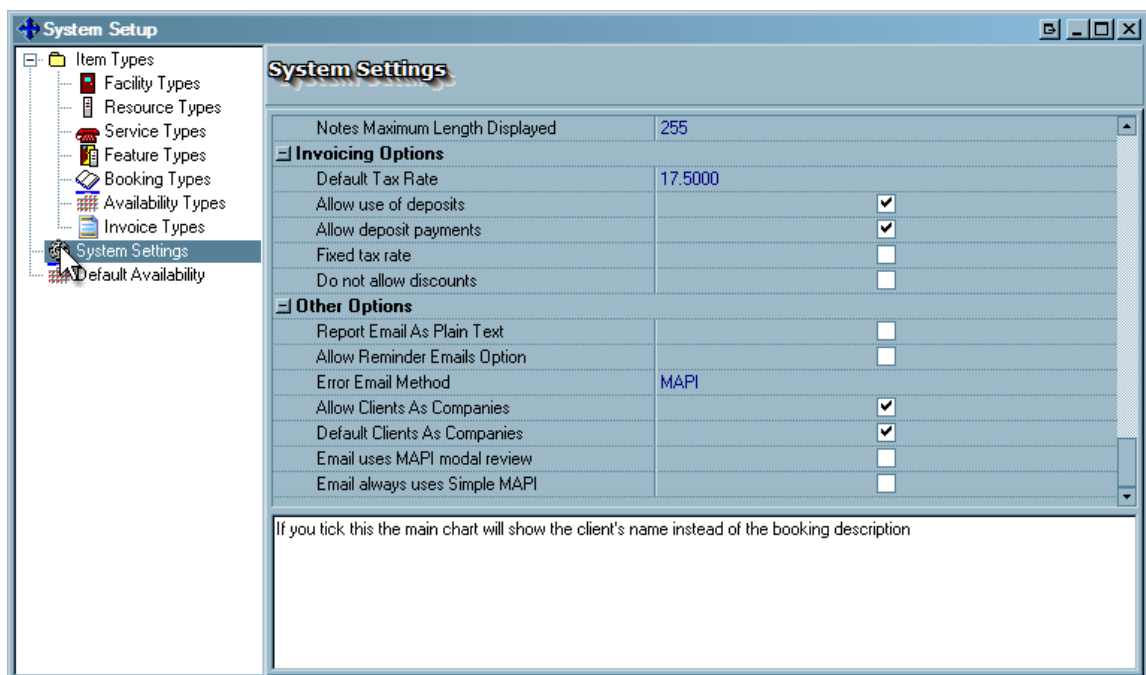 System Setup
Item Types
Facility Types
Resource Types
Service Types
Feature Types
Booking Types
Availability Types
Invoice Types
System Settings
Default Availability
System Settings
Notes Maximum Length Displayed 255
Invoicing Options
Default Tax Rate 17.5000
Allow use of deposits
Allow deposit payments
Fixed tax rate
Do not allow discounts
Other Options
Report Email As Plain Text
Allow Reminder Emails Option
Error Email Method MAPI
Allow Clients As Companies
Default Clients As Companies
Email uses MAPI modal review
Email always uses Simple MAPI
If you tick this the main chart will show the client's name instead of the booking description